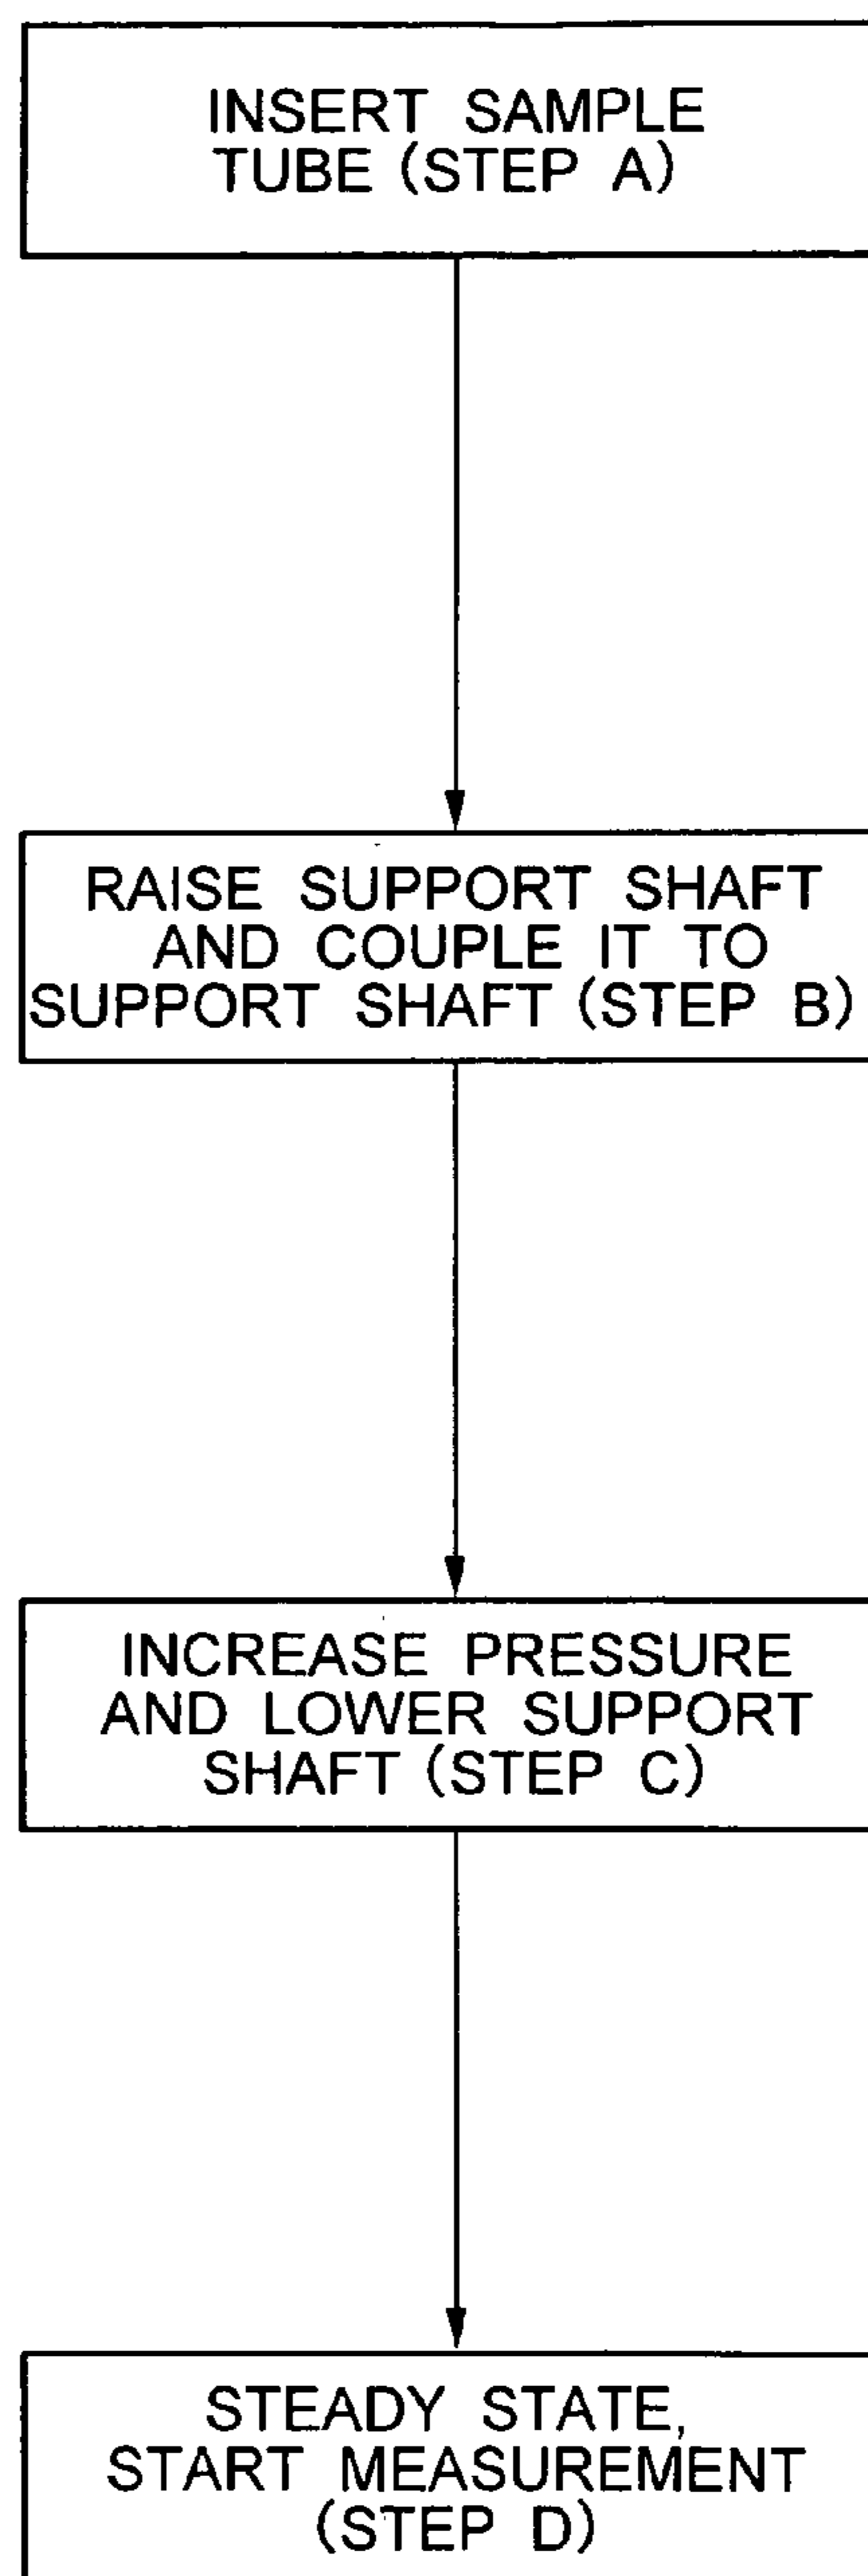 INSERT SAMPLE
TUBE (STEP A)
RAISE SUPPORT SHAFT
AND COUPLE IT TO
SUPPORT SHAFT (STEP B)
INCREASE PRESSURE
AND LOWER SUPPORT
SHAFT (STEP C)
STEADY STATE,
START MEASUREMENT
(STEP D)